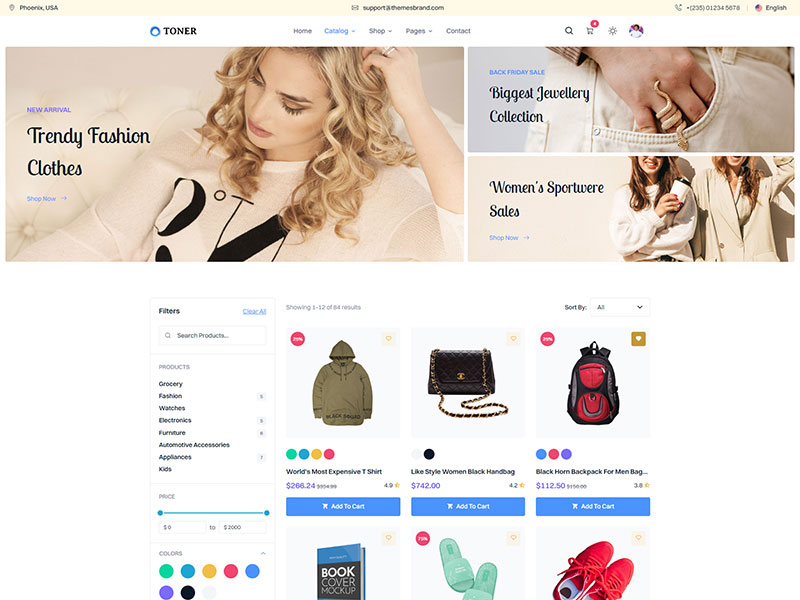 Phoenix, USA
support@themesbrand.com
+(235) 01234 5678
English
TONER
Home
Catalog
Shop
Pages
Contact
4
NEW ARRIVAL
Trendy Fashion
Clothes
Shop Now
BACK FRIDAY SALE
Biggest Jewellery
Collection
Women's Sportwere
Sales
Shop Now
Filters
Clear All
Search Products...
PRODUCTS
Grocery
Fashion 5
Watches
Electronics 5
Furniture 6
Automotive Accessories
Appliances 7
Kids
PRICE
$ 0 to $ 2000
COLORS
Showing 1-12 of 84 results
Sort By: All
World's Most Expensive T Shirt
$266.24 $354.99
4.9
Add To Cart
Like Style Women Black Handbag
$742.00
4.2
Add To Cart
Black Horn Backpack For Men Bag...
$112.50 $150.00
3.8
Add To Cart
BOOK
COVER
MOCKUP